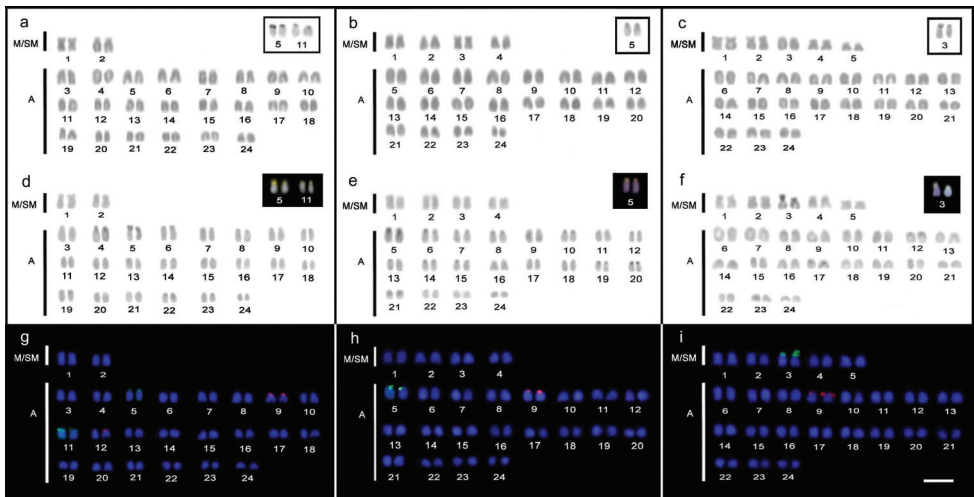 a
M/SM
5 11
1 2
A
3 4 5 6 7 8 9 10
11 12 13 14 15 16 17 18
19 20 21 22 23 24
b
5
1 2 3 4
5 6 7 8 9 10 11 12
13 14 15 16 17 18 19 20
21 22 23 24
c
M/SM
3
1 2 3 4 5
A
6 7 8 9 10 11 12 13
14 15 16 17 18 19 20 21
22 23 24
d
M/SM
5 11
1 2
A
3 4 5 6 7 8 9 10
11 12 13 14 15 16 17 18
19 20 21 22 23 24
e
M/SM
5
1 2 3 4
A
5 6 7 8 9 10 11 12
13 14 15 16 17 18 19 20
21 22 23 24
f
M/SM
3
1 2 3 4 5
A
6 7 8 9 10 11 12 13
14 15 16 17 18 19 20 21
22 23 24
g
M/SM
1 2
A
3 4 5 6 7 8 9 10
11 12 13 14 15 16 17 18
19 20 21 22 23 24
h
M/SM
1 2 3 4
A
5 6 7 8 9 10 11 12
13 14 15 16 17 18 19 20
21 22 23 24
i
M/SM
1 2 3 4 5
A
6 7 8 9 10 11 12 13
14 15 16 17 18 19 20 21
22 23 24